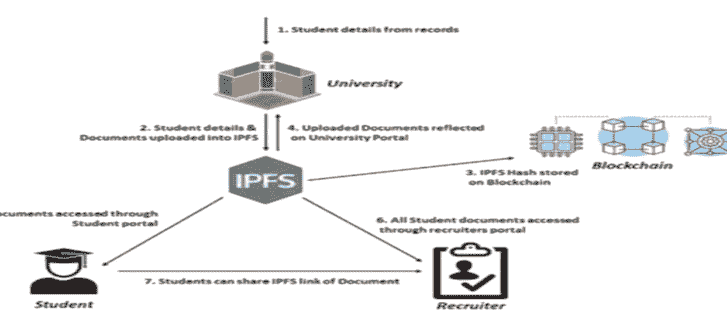 1. Student details from records
University
2. Student details &
Documents uploaded into IPFS
4. Uploaded Documents reflected
on University Portal
IPFS
3. IPFS Hash stored
on Blockchain
Blockchain
accessed through
Student portal
6. All Student documents accessed
through recruiters portal
7. Students can share IPFS link of Document
Student
Recruiter